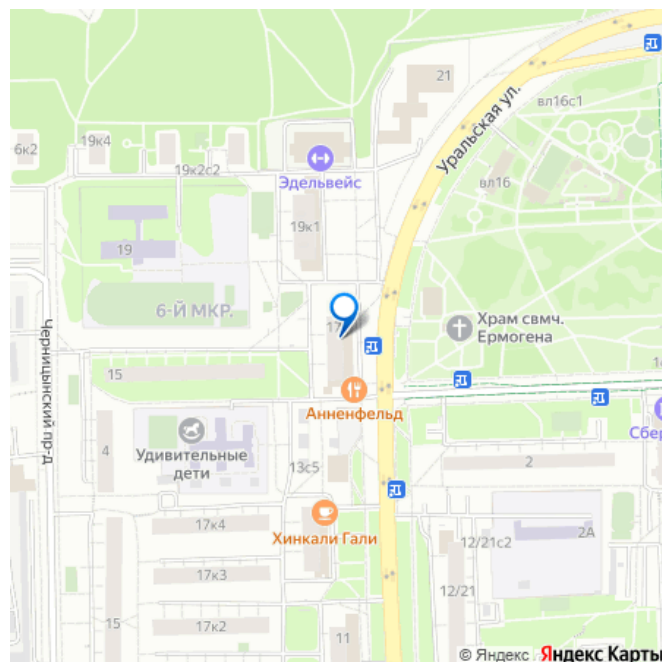 21
Уральская ул.
вл16с1
6к2
19к4
19к2с2
Эдельвейс
вл16
19к1
19
6-Й МКР.
17
Храм свмч.
Ермогена
Черницынский пр-д
15
Анненфельд
Сбер
4
Удивительные
дети
13с5
2
17к4
Хинкали Гали
12/21с2
2А
17к3
12/21
15
17к2
11
© Яндекс Яндекс Карты